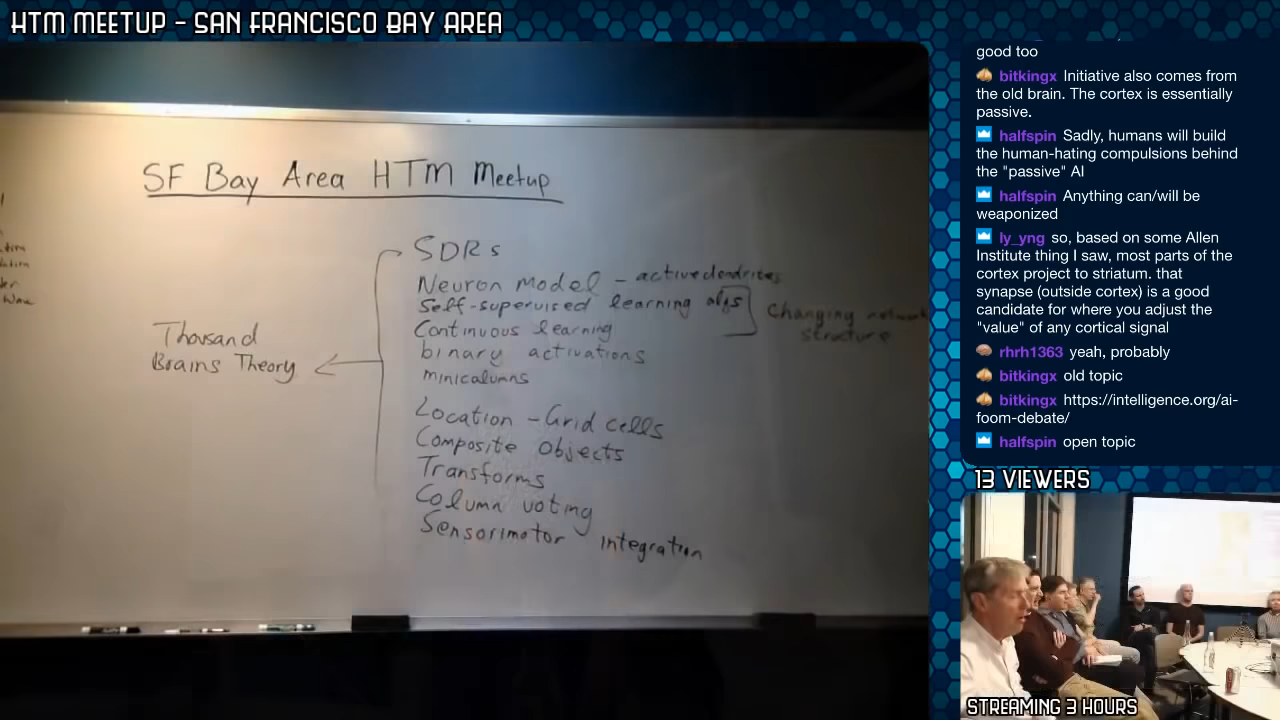 HTM MEETUP - SAN FRANCISCO BAY AREA
SF Bay Area HTM Meetup
SDRs
Neuron model - active dendrites
Self-supervised learning algs
Changing network
structure
Continuous learning
binary activations
minicolumns
Thousand
Brains Theory
Location - Grid cells
Composite Objects
Transforms
Column voting
Sensorimotor integration
good too
bitkingx Initiative also comes from
the old brain. The cortex is essentially
passive.
halfspin Sadly, humans will build
the human-hating compulsions behind
the "passive" AI
halfspin Anything can/will be
weaponized
ly_yng so, based on some Allen
Institute thing I saw, most parts of the
cortex project to striatum. that
synapse (outside cortex) is a good
candidate for where you adjust the
"value" of any cortical signal
rhrh1363 yeah, probably
bitkingx old topic
bitkingx https://intelligence.org/ai-
foom-debate/
halfspin open topic
13 VIEWERS
STREAMING 3 HOURS